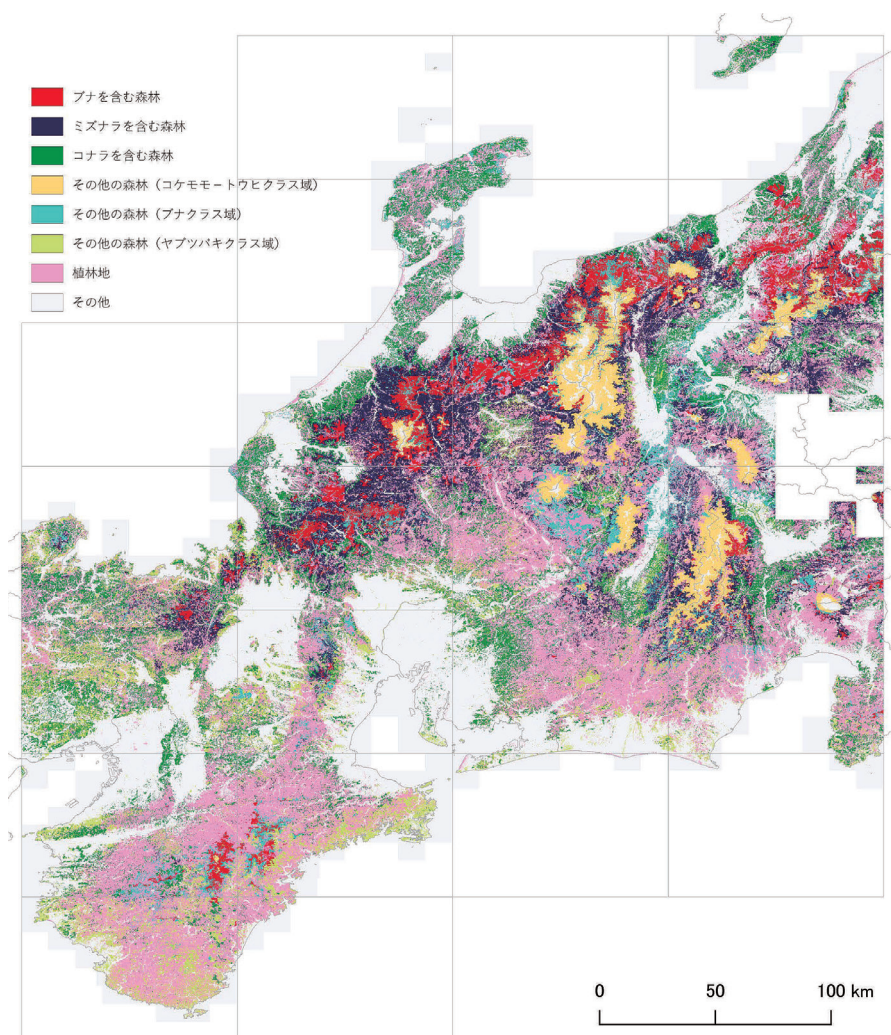 ブナを含む森林
ミズナラを含む森林
コナラを含む森林
その他の森林（コケモモートウヒクラス域）
その他の森林（ブナクラス域）
その他の森林（ヤブツバキクラス域）
植林地
その他
0 50 100 km